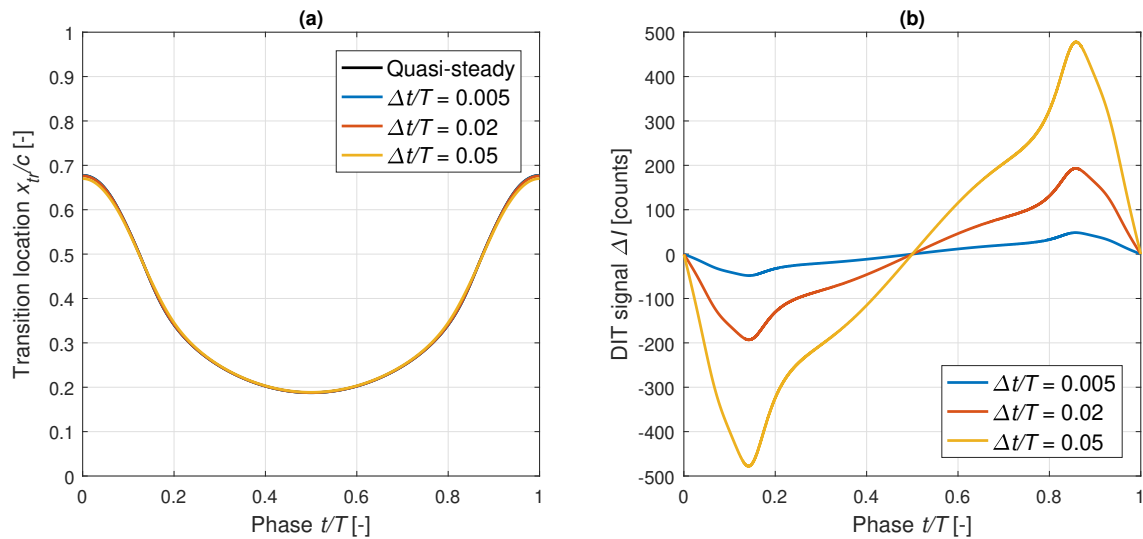 (a)
1
0.9
0.8
0.7
0.6
0.5
0.4
0.3
0.2
0.1
0
Transition location x_tr/c [-]
Quasi-steady
Δt/T = 0.005
Δt/T = 0.02
Δt/T = 0.05
0 0.2 0.4 0.6 0.8 1
Phase t/T [-]
(b)
500
400
300
200
100
0
-100
-200
-300
-400
-500
DIT signal ΔI [counts]
Δt/T = 0.005
Δt/T = 0.02
Δt/T = 0.05
0 0.2 0.4 0.6 0.8 1
Phase t/T [-]